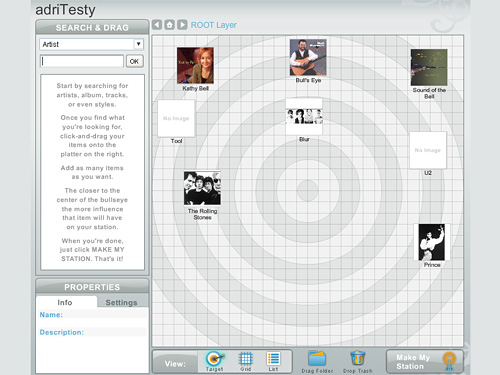 adriTesty
SEARCH & DRAG
ROOT Layer
Artist
OK
Start by searching for
artists, album, tracks,
or even styles.
Once you find what
you're looking for,
click-and-drag your
items onto the
platter on the right.
Add as many items
as you want.
The closer to the
center of the bullseye
the more influence
that item will have
on your station.
When you're done,
just click MAKE MY
STATION. That's it!
Kathy Bell
Bull's Eye
Sound of the
Bell
No Image
Tool
Blur
No Image
U2
The Rolling
Stones
Prince
PROPERTIES
Info
Settings
Name:
Description:
View:
Target
Grid
List
Drag Folder
Drop Trash
Make My
Station